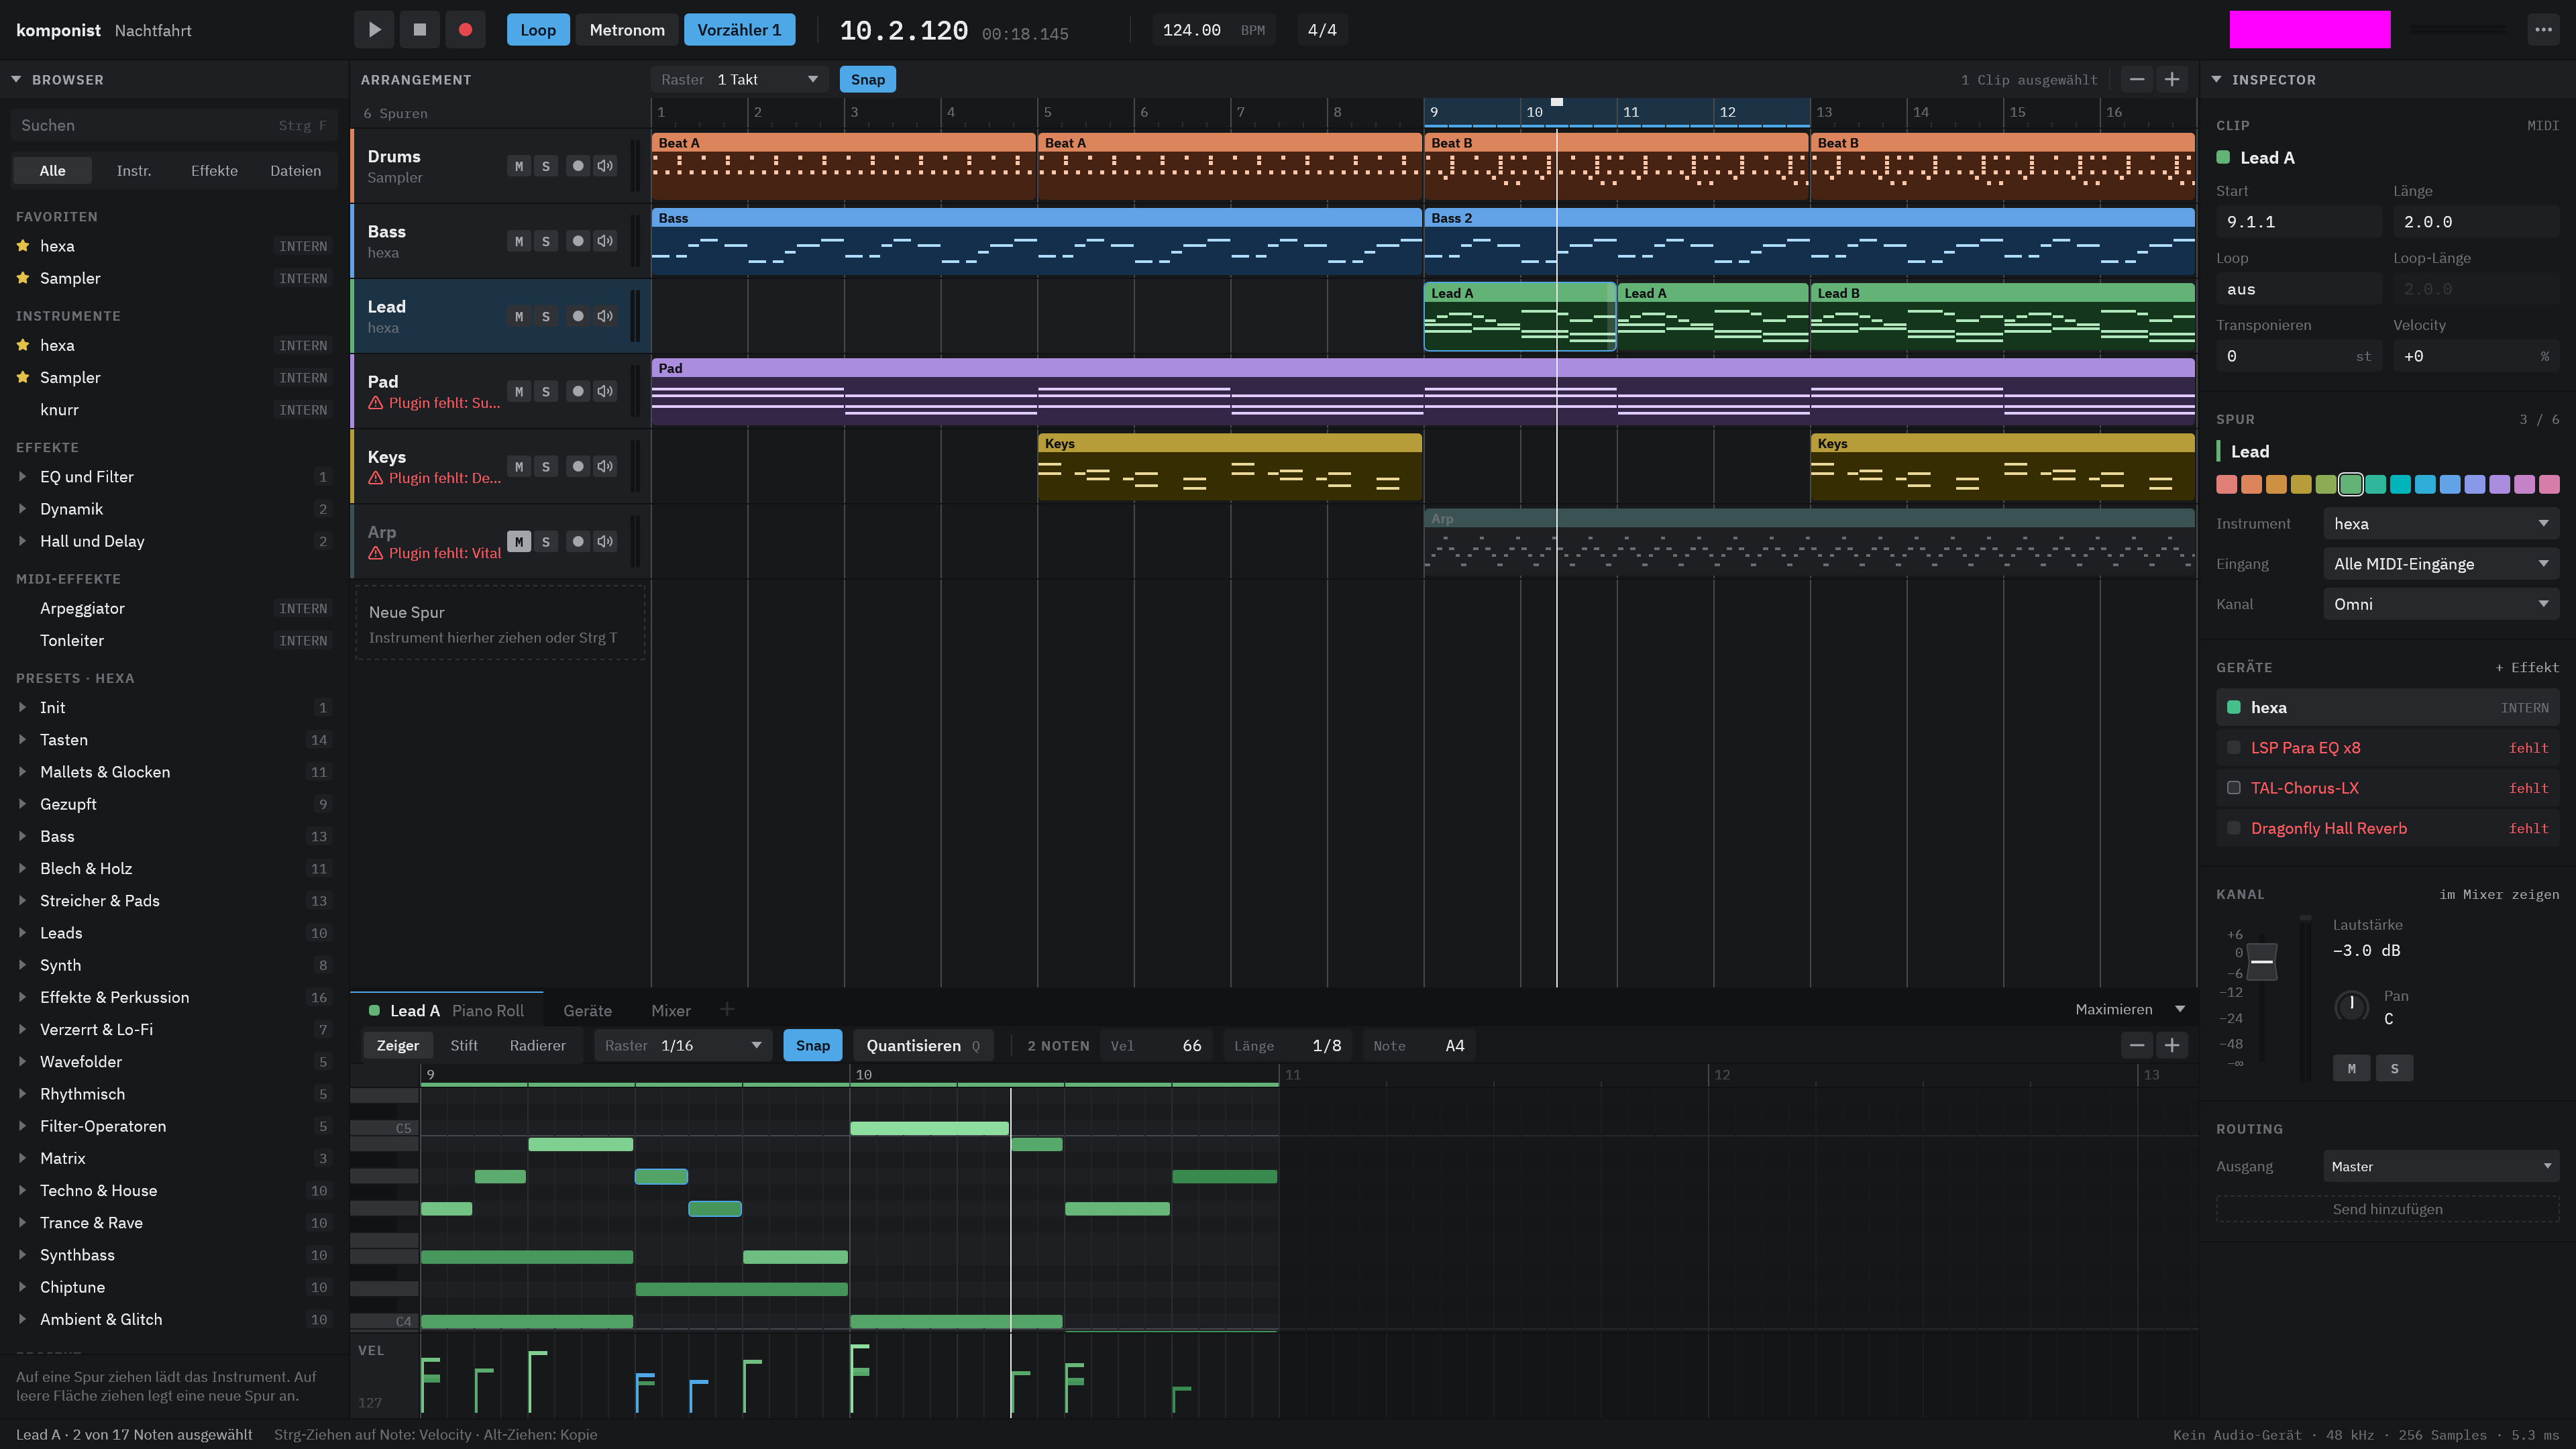 komponist Nachtfahrt
Loop Metronom Vorzähler 1 10.2.120 00:18.145 124.00 BPM 4/4
BROWSER
Suchen Strg F
Alle Instr. Effekte Dateien
FAVORITEN
hexa INTERN
Sampler INTERN
INSTRUMENTE
hexa INTERN
Sampler INTERN
knurr INTERN
EFFEKTE
EQ und Filter 1
Dynamik 2
Hall und Delay 2
MIDI-EFFEKTE
Arpeggiator INTERN
Tonleiter INTERN
PRESETS · HEXA
Init 1
Tasten 14
Mallets & Glocken 11
Gezupft 9
Bass 13
Blech & Holz 11
Streicher & Pads 13
Leads 10
Synth 8
Effekte & Perkussion 16
Verzerrt & Lo-Fi 7
Wavefolder 5
Rhythmisch 5
Filter-Operatoren 5
Matrix 3
Techno & House 10
Trance & Rave 10
Synthbass 10
Chiptune 10
Ambient & Glitch 10
Auf eine Spur ziehen lädt das Instrument. Auf
leere Fläche ziehen legt eine neue Spur an.
ARRANGEMENT Raster 1 Takt Snap 1 Clip ausgewählt
6 Spuren 1 2 3 4 5 6 7 8 9 10 11 12 13 14 15 16
Drums
Sampler
M S
Beat A Beat A Beat B Beat B
Bass
hexa
M S
Bass Bass 2
Lead
hexa
M S
Lead A Lead A Lead B
Pad
Plugin fehlt: Su…
M S
Pad
Keys
Plugin fehlt: De…
M S
Keys Keys
Arp
Plugin fehlt: Vital
M S
Arp
Neue Spur
Instrument hierher ziehen oder Strg T
Lead A Piano Roll Geräte Mixer + Maximieren
Zeiger Stift Radierer Raster 1/16 Snap Quantisieren Q 2 NOTEN Vel 66 Länge 1/8 Note A4
9 10 11 12 13
C5
C4
VEL
127
INSPECTOR
CLIP MIDI
Lead A
Start Länge
9.1.1 2.0.0
Loop Loop-Länge
aus 2.0.0
Transponieren Velocity
0 st +0 %
SPUR 3 / 6
Lead
Instrument hexa
Eingang Alle MIDI-Eingänge
Kanal Omni
GERÄTE + Effekt
hexa INTERN
LSP Para EQ x8 fehlt
TAL-Chorus-LX fehlt
Dragonfly Hall Reverb fehlt
KANAL im Mixer zeigen
+6
0
−6
−12
−24
−48
−∞
Lautstärke
−3.0 dB
Pan
C
M S
ROUTING
Ausgang Master
Send hinzufügen
Lead A · 2 von 17 Noten ausgewählt Strg-Ziehen auf Note: Velocity · Alt-Ziehen: Kopie Kein Audio-Gerät · 48 kHz · 256 Samples · 5.3 ms